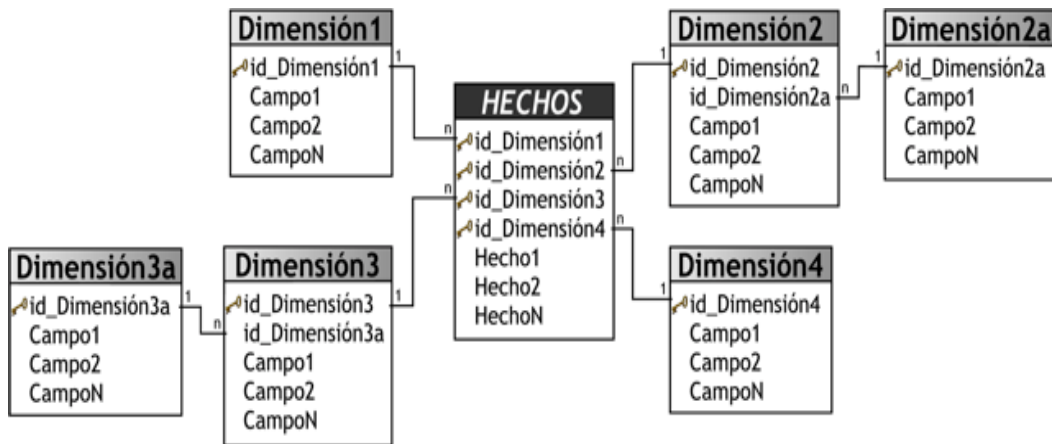 Dimensión1
1
id_Dimensión1
Campo1
Campo2
CampoN
HECHOS
n
id_Dimensión1
id_Dimensión2
n
n
id_Dimensión3
id_Dimensión4
n
Hecho1
Hecho2
HechoN
Dimensión2
1
id_Dimensión2
id_Dimensión2a
n
Campo1
Campo2
CampoN
Dimensión2a
1
id_Dimensión2a
Campo1
Campo2
CampoN
Dimensión3a
id_Dimensión3a
1
Campo1
Campo2
CampoN
Dimensión3
id_Dimensión3
1
n
id_Dimensión3a
Campo1
Campo2
CampoN
Dimensión4
1
id_Dimensión4
Campo1
Campo2
CampoN